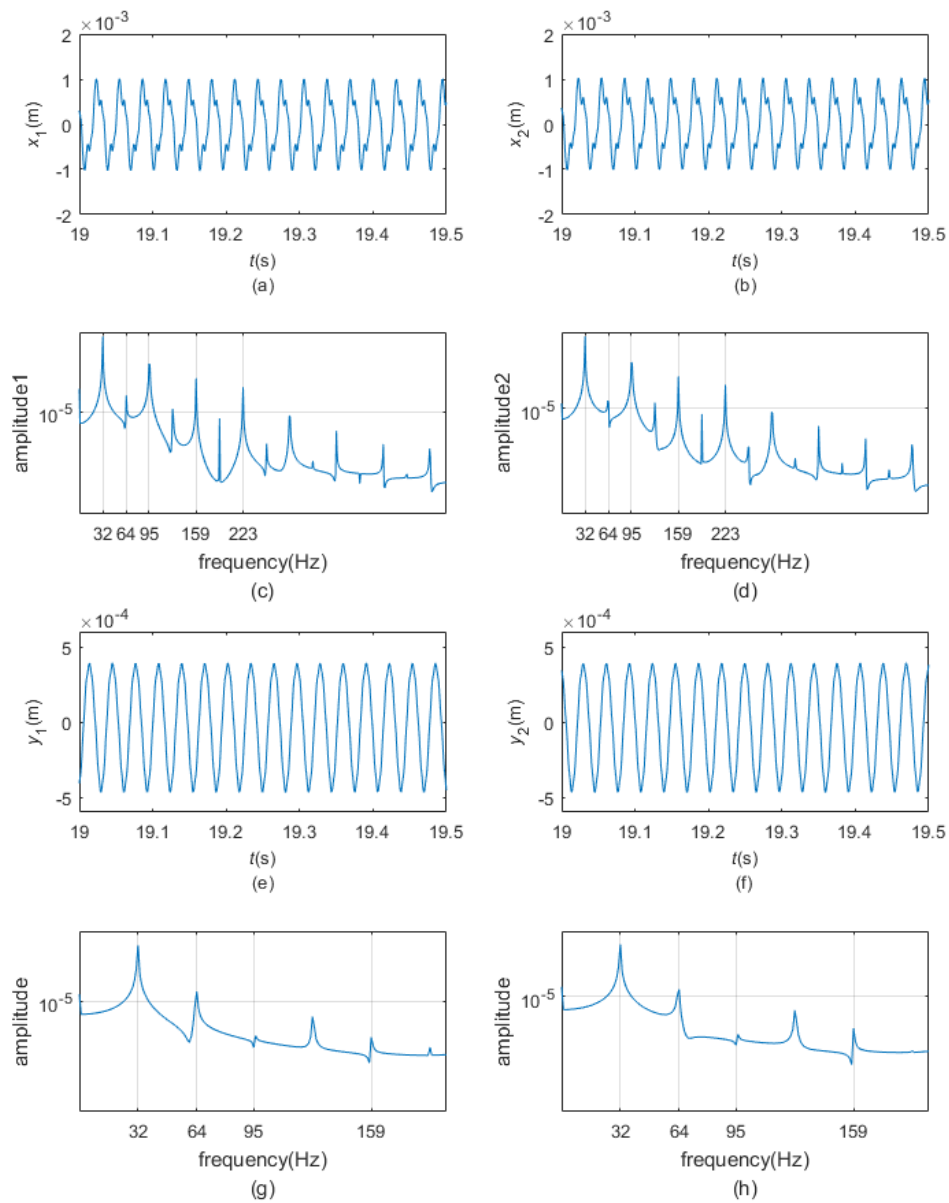 ×10⁻³
×10⁻³
2
1
0
-1
-2
x₁(m)
19 19.1 19.2 19.3 19.4 19.5
t(s)
(a)
2
1
0
-1
-2
x₂(m)
19 19.1 19.2 19.3 19.4 19.5
t(s)
(b)
amplitude1
10⁻⁵
32 64 95 159 223
frequency(Hz)
(c)
amplitude2
10⁻⁵
32 64 95 159 223
frequency(Hz)
(d)
×10⁻⁴
5
0
-5
y₁(m)
19 19.1 19.2 19.3 19.4 19.5
t(s)
(e)
×10⁻⁴
5
0
-5
y₂(m)
19 19.1 19.2 19.3 19.4 19.5
t(s)
(f)
amplitude
10⁻⁵
32 64 95 159
frequency(Hz)
(g)
amplitude
10⁻⁵
32 64 95 159
frequency(Hz)
(h)